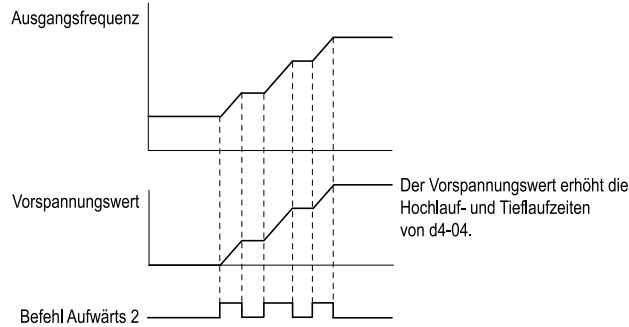 Ausgangsfrequenz
Vorspannungswert
Der Vorspannungswert erhöht die
Hochlauf- und Tieflaufzeiten
von d4-04.
Befehl Aufwärts 2